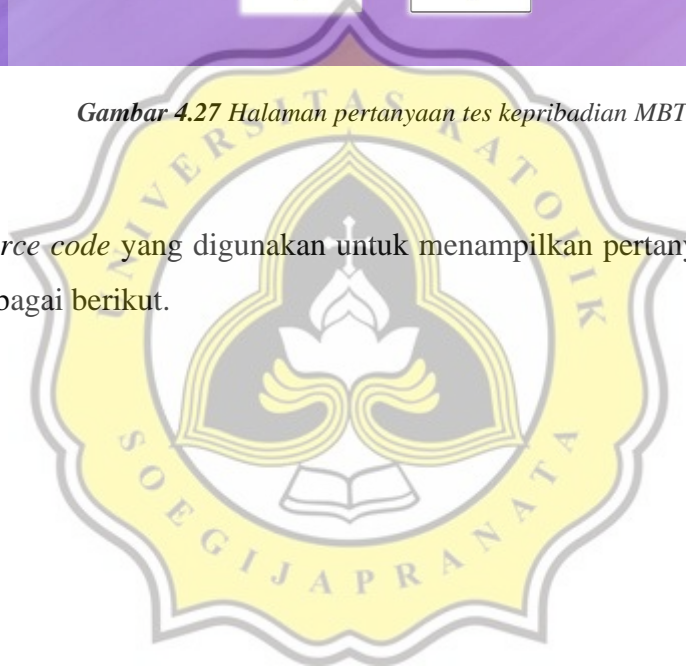 Gambar 4.27 Halaman pertanyaan tes kepribadian MBT
rce code yang digunakan untuk menampilkan pertany
bagai berikut.
UNIVERSITAS KATOLIK
SOEGIJAPRANATA